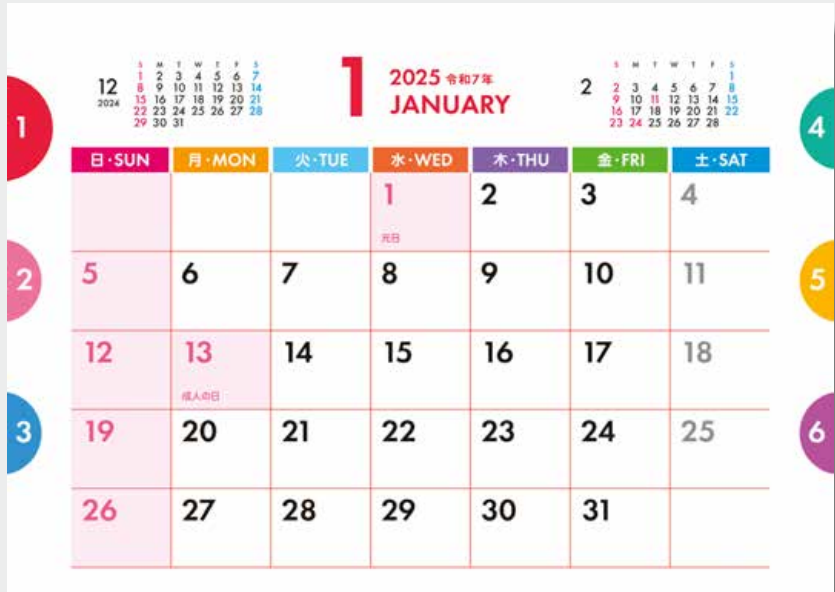 12
2024
S M T W T F S
1 2 3 4 5 6 7
8 9 10 11 12 13 14
15 16 17 18 19 20 21
22 23 24 25 26 27 28
29 30 31
1
2025 令和7年
JANUARY
2
S M T W T F S
1
2 3 4 5 6 7 8
9 10 11 12 13 14 15
16 17 18 19 20 21 22
23 24 25 26 27 28
日·SUN 月·MON 火·TUE 水·WED 木·THU 金·FRI 土·SAT
1 2 3 4
元日
5 6 7 8 9 10 11
12 13 14 15 16 17 18
成人の日
19 20 21 22 23 24 25
26 27 28 29 30 31
1
2
3
4
5
6